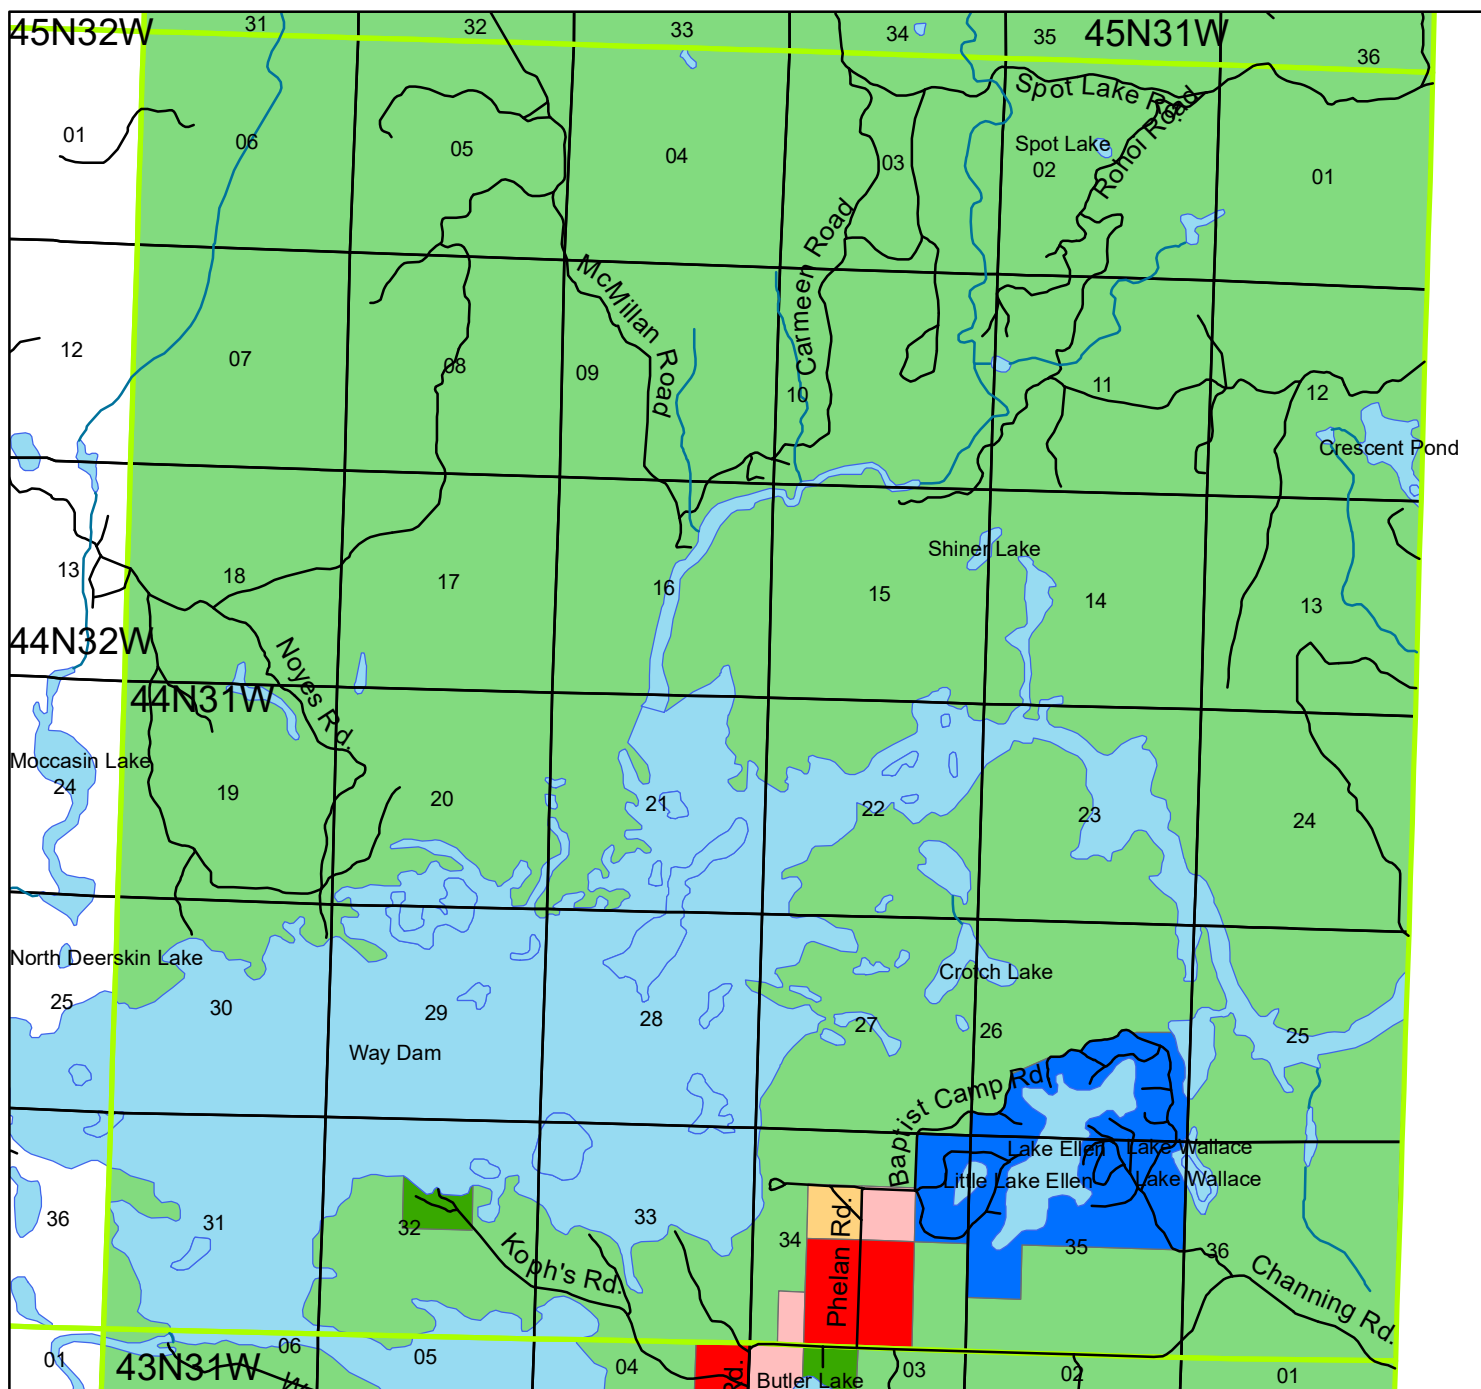 45N32W
31
32
33
34
35
45N31W
36
Spot Lake Rd.
01
06
05
04
03
Spot Lake
02
Rohol Road
01
McMillan Road
Carmeen Road
12
07
08
09
10
11
12
Crescent Pond
13
18
17
16
Shiner Lake
15
14
13
44N32W
44N31W
Noyes Rd.
Moccasin Lake
24
19
20
21
22
23
24
North Deerskin Lake
25
30
29
28
27
Crotch Lake
26
25
Way Dam
Baptist Camp Rd.
Lake Ellen
Lake Wallace
Little Lake Ellen
Lake Wallace
36
31
32
33
34
Phelan Rd.
35
36
Koph's Rd.
Channing Rd.
01
43N31W
06
05
04
Rd.
Butler Lake
03
02
01